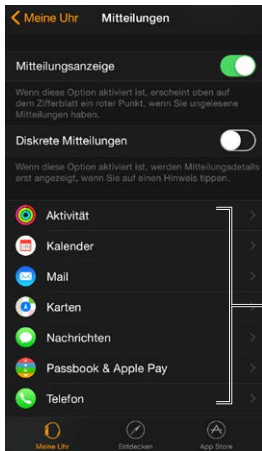 Meine Uhr Mitteilungen
Mitteilungsanzeige
Wenn diese Option aktiviert ist, erscheint oben auf
dem Zifferblatt ein roter Punkt, wenn Sie ungelesene
Mitteilungen haben.
Diskrete Mitteilungen
Wenn diese Option aktiviert ist, werden Mitteilungsdetails
erst angezeigt, wenn Sie auf einen Hinweis tippen.
Aktivität
Kalender
Mail
Karten
Nachrichten
Passbook & Apple Pay
Telefon
Meine Uhr Entdecken App Store